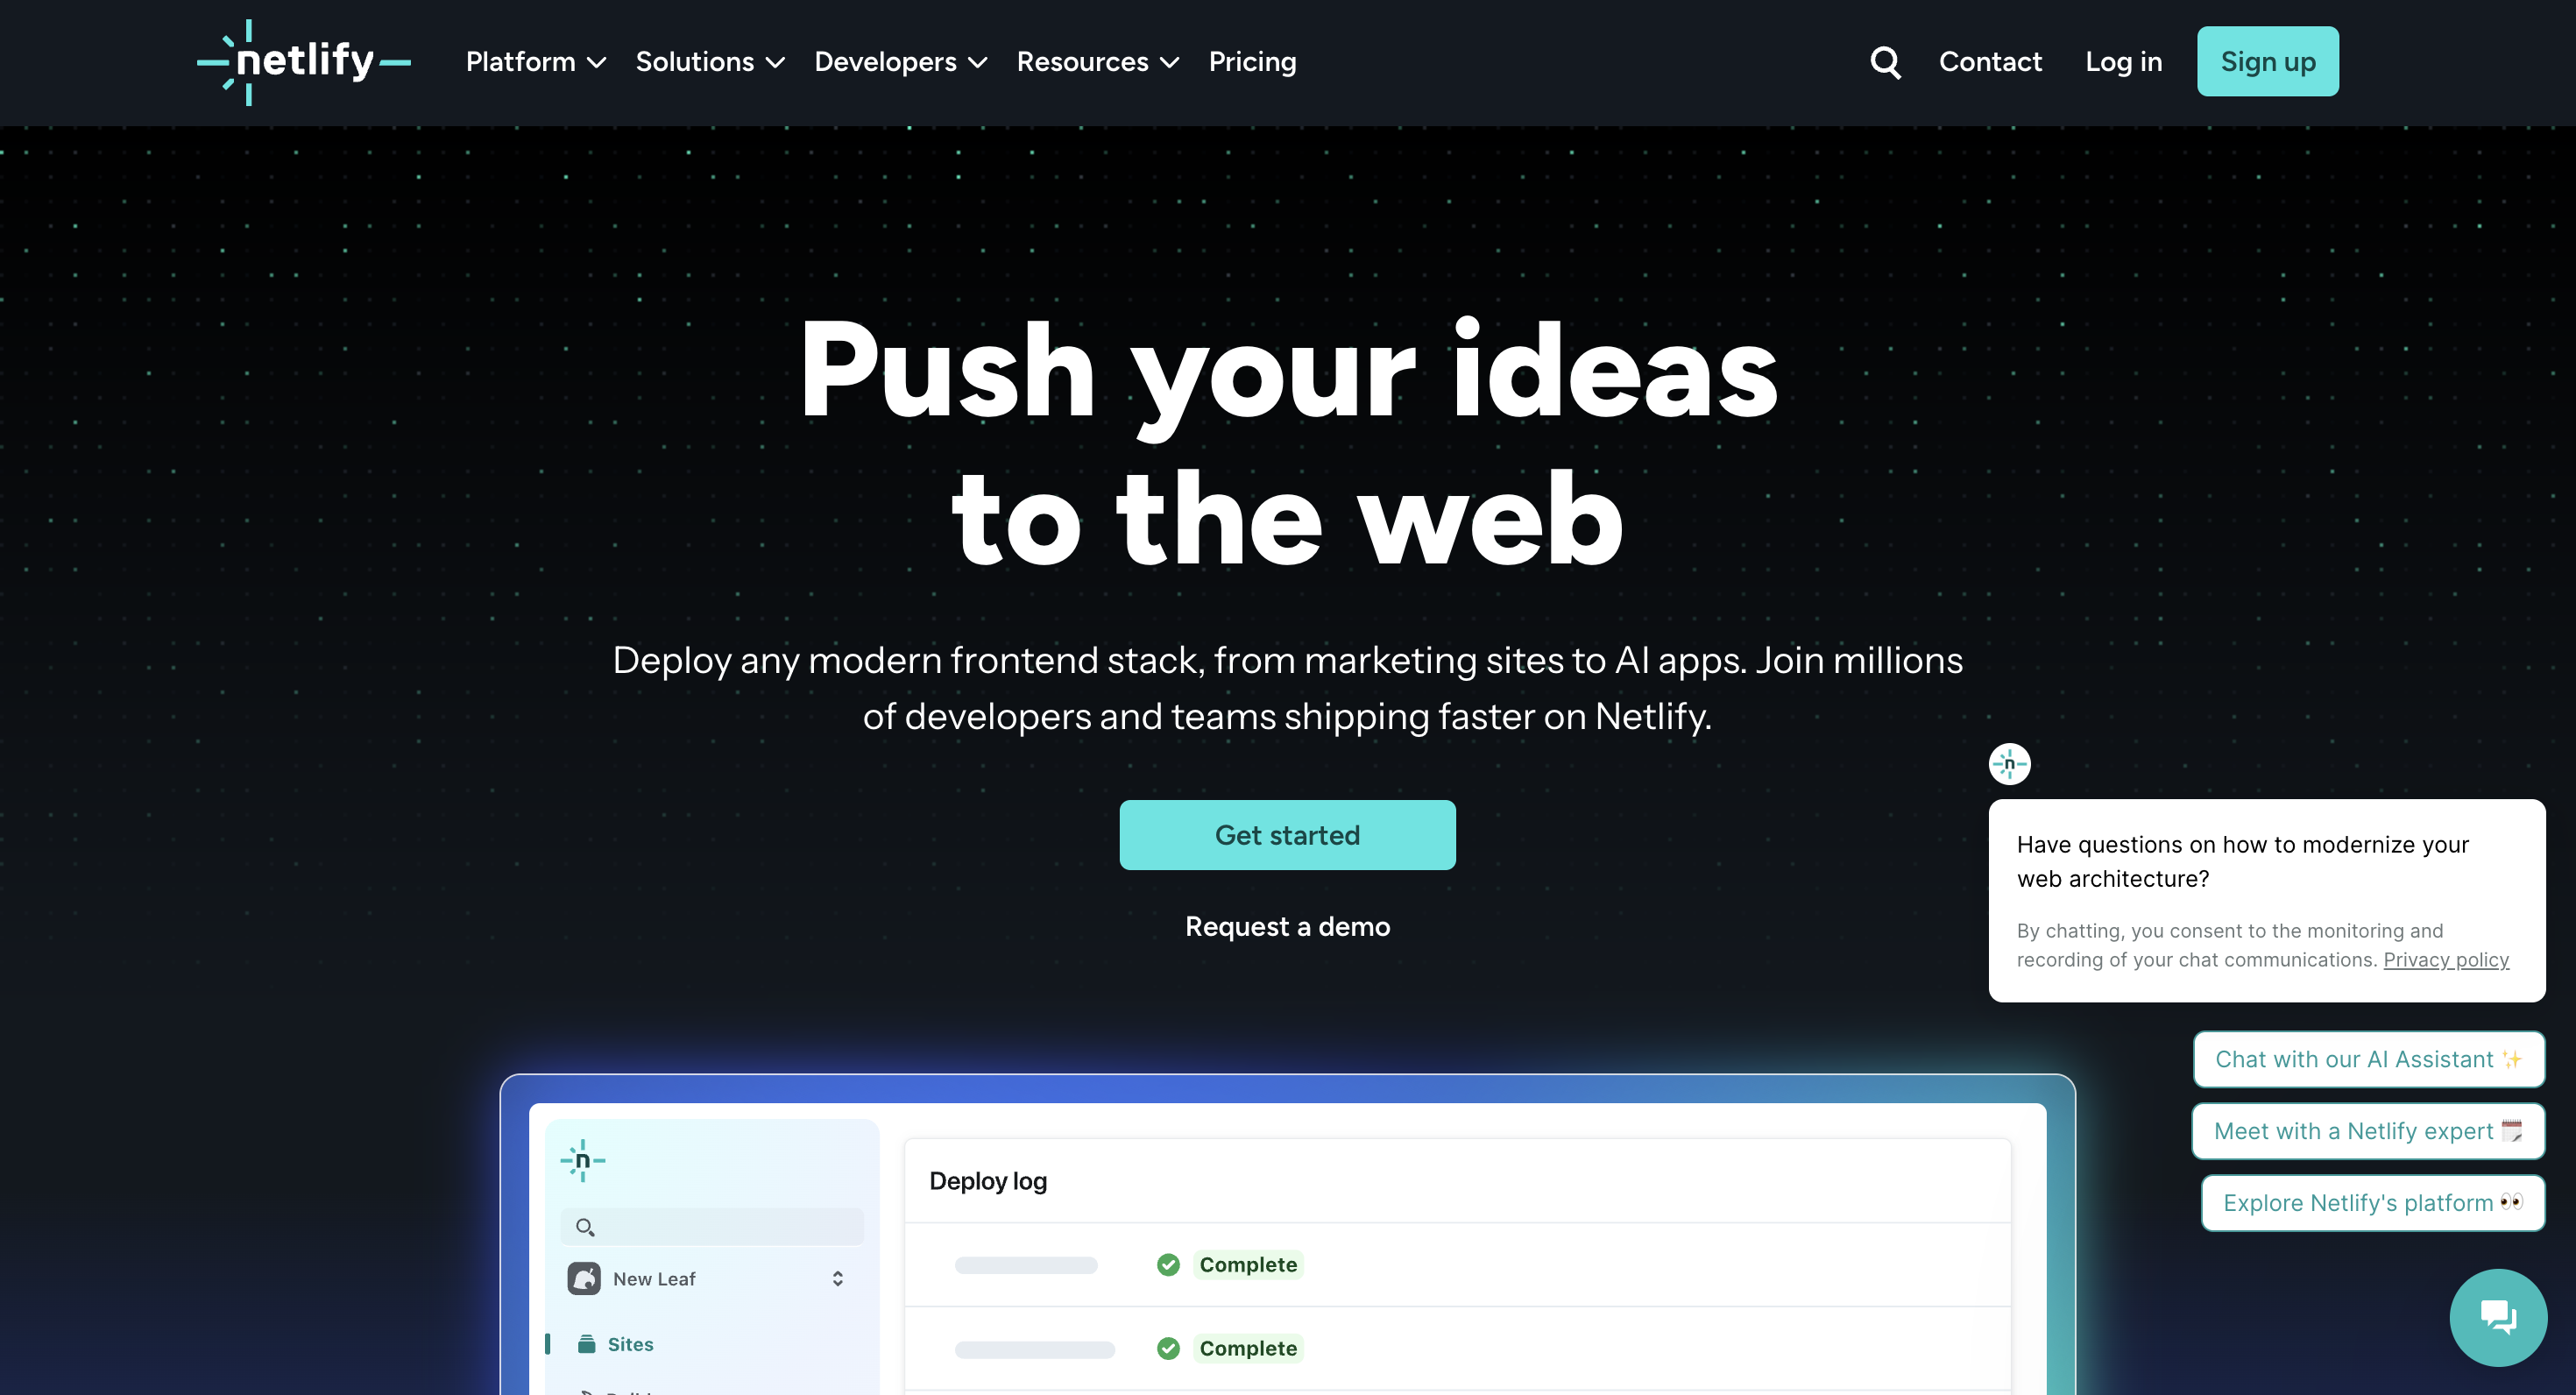 netlify
Platform
Solutions
Developers
Resources
Pricing
Contact
Log in
Sign up
Push your ideas
to the web
Deploy any modern frontend stack, from marketing sites to AI apps. Join millions
of developers and teams shipping faster on Netlify.
Get started
Request a demo
n
Have questions on how to modernize your
web architecture?
By chatting, you consent to the monitoring and
recording of your chat communications. Privacy policy
Chat with our AI Assistant ✨
Meet with a Netlify expert 🗓️
Explore Netlify's platform 👀
n
New Leaf
Sites
Deploy log
Complete
Complete